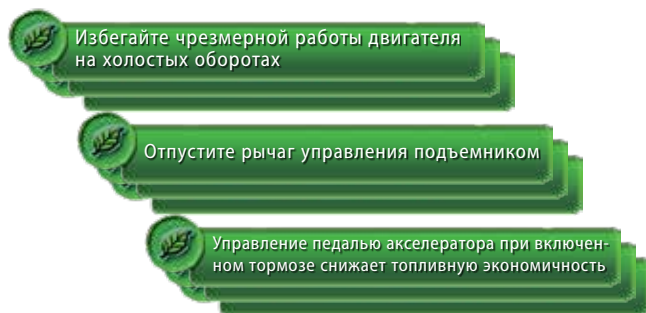 Избегайте чрезмерной работы двигателя
на холостых оборотах
Отпустите рычаг управления подъемником
Управление педалью акселератора при включен-
ном тормозе снижает топливную экономичность